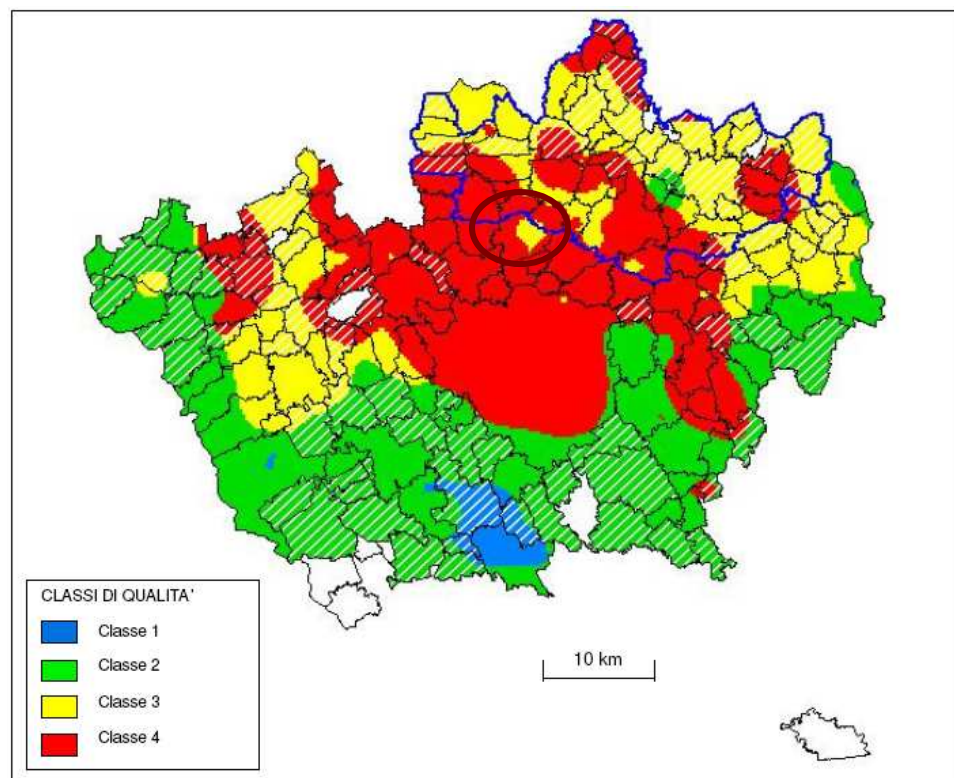 CLASSI DI QUALITA'
Classe 1
Classe 2
Classe 3
Classe 4
10 km